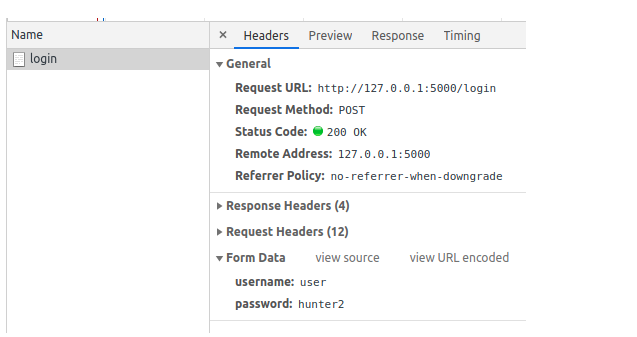 Name
login
× Headers Preview Response Timing
General
Request URL: http://127.0.0.1:5000/login
Request Method: POST
Status Code: 200 OK
Remote Address: 127.0.0.1:5000
Referrer Policy: no-referrer-when-downgrade
Response Headers (4)
Request Headers (12)
Form Data view source view URL encoded
username: user
password: hunter2